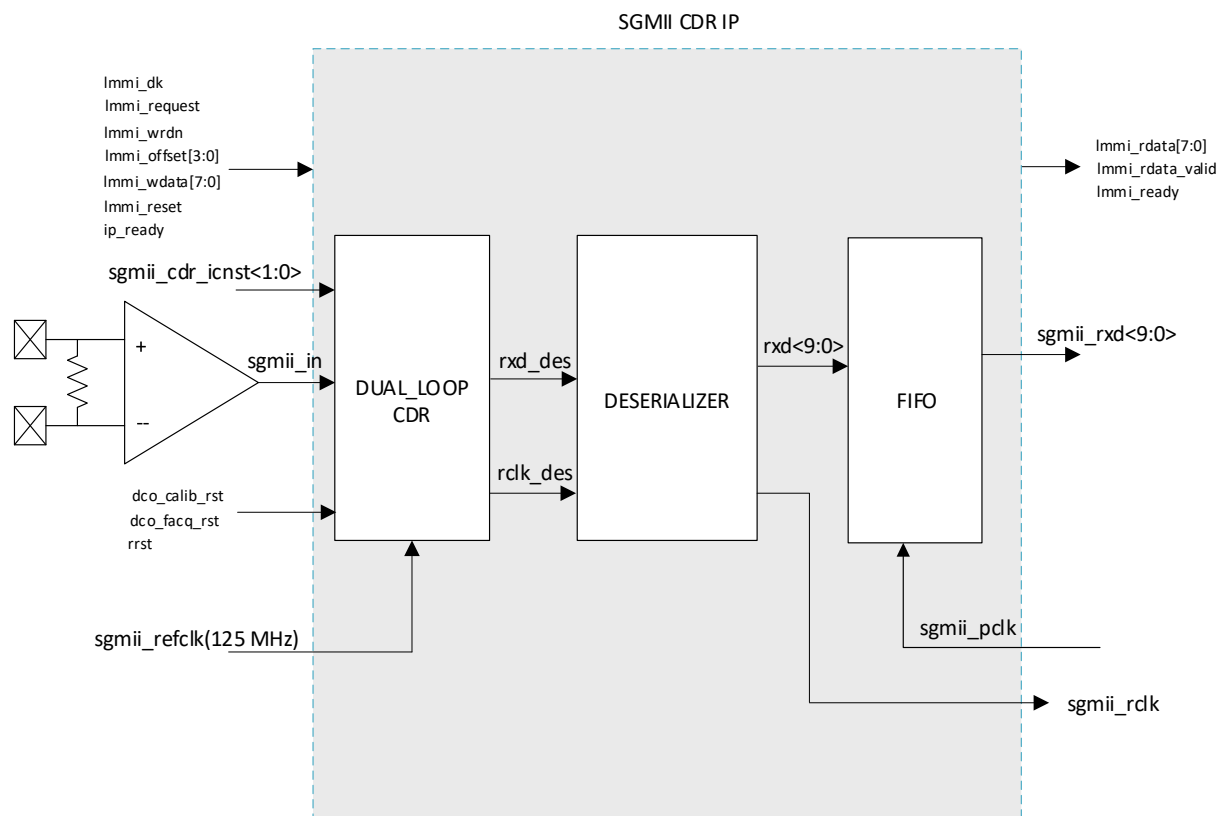 SGMII CDR IP
lmmi_clk
lmmi_request
lmmi_wrdn
lmmi_offset[3:0]
lmmi_wdata[7:0]
lmmi_reset
ip_ready
lmmi_rdata[7:0]
lmmi_rdata_valid
lmmi_ready
sgmii_cdr_icnst<1:0>
+
--
sgmii_in
DUAL_LOOP
CDR
rxd_des
rclk_des
DESERIALIZER
rxd<9:0>
FIFO
sgmii_rxd<9:0>
dco_calib_rst
dco_facq_rst
rrst
sgmii_refclk(125 MHz)
sgmii_pclk
sgmii_rclk